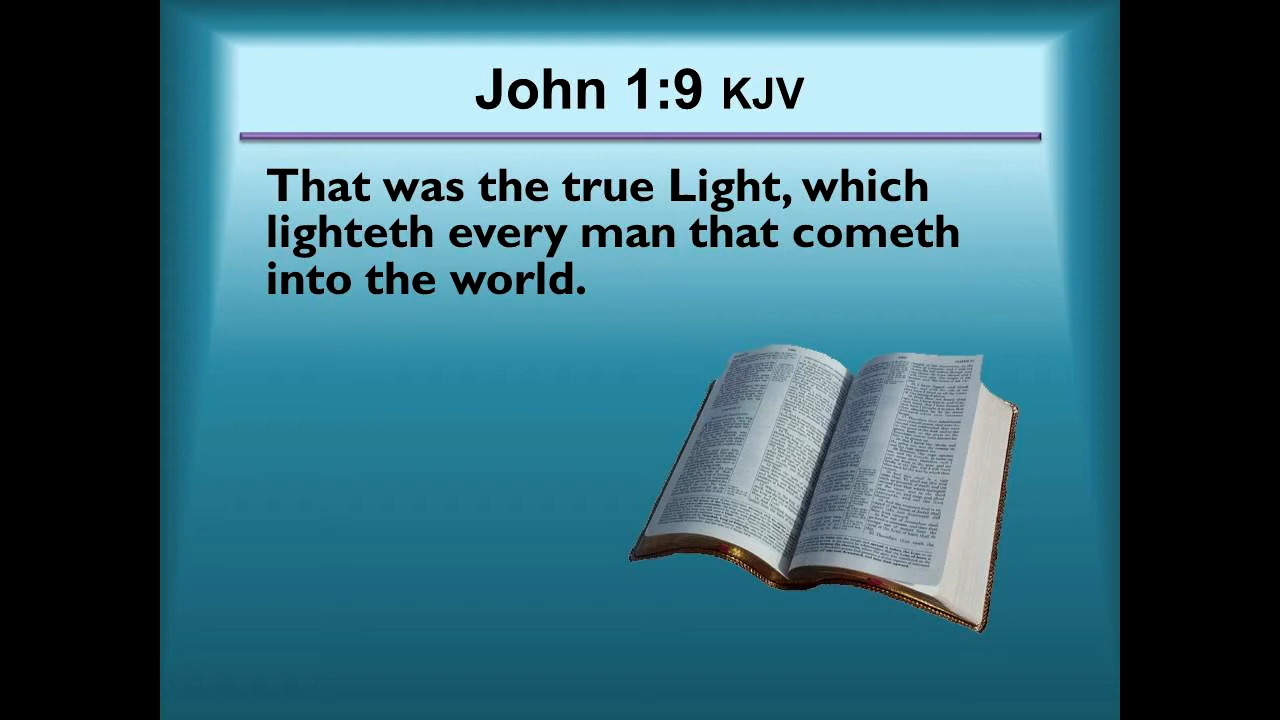 John 1:9 KJV
That was the true Light, which
lighteth every man that cometh
into the world.